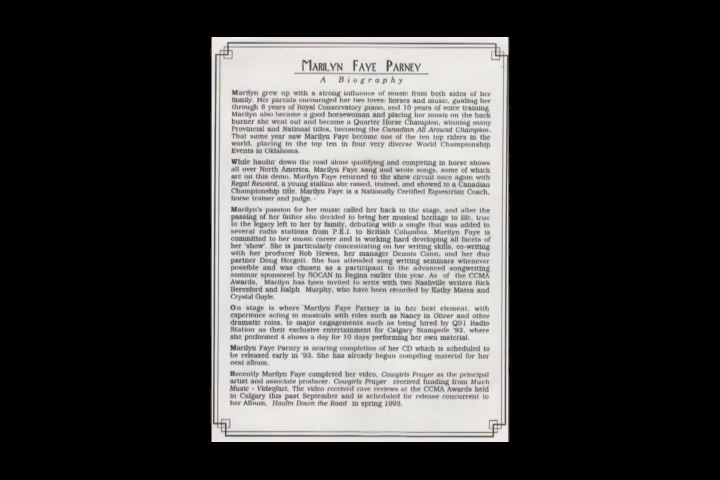 MARILYN FAYE PARNEY
A Biography
Marilyn grew up with a strong influence of music from both sides of her
family. Her parents encouraged her two loves: horses and music, guiding her
through 8 years of Royal Conservatory piano, and 10 years of voice training.
Marilyn also became a good horsewoman and placing her music on the back
burner she went out and became a Quarter Horse Champion, winning many
Provincial and National titles, becoming the Canadian All Around Champion.
That same year saw Marilyn Faye become one of the ten top riders in the
world, placing in the top ten in four very diverse World Championship
Events in Oklahoma.
While haulin' down the road alone qualifying and competing in horse shows
all over North America, Marilyn Faye sang and wrote songs, some of which
are on this demo. Marilyn Faye returned to the show circuit once again with
Regal Reward, a young stallion she raised, trained, and showed to a Canadian
Championship title. Marilyn Faye is a Nationally Certified Equestrian Coach,
horse trainer and judge.
Marilyn's passion for her music called her back to the stage, and after the
passing of her father she decided to bring her musical heritage to life, true
to the legacy left to her by family, debuting with a single that was added to
several radio stations from P.E.I. to British Columbia. Marilyn Faye is
committed to her music career and is working hard developing all facets of
her 'show'. She is particularly concentrating on her writing skills, co-writing
with her producer Rob Hewes, her manager Dennis Cann, and her duo
partner Doug Hergott. She has attended song writing seminars whenever
possible and was chosen as a participant to the advanced songwriting
seminar sponsored by SOCAN in Regina earlier this year. As of the CCMA
Awards, Marilyn has been invited to write with two Nashville writers Rick
Beresford and Ralph Murphy, who have been recorded by Kathy Matea and
Crystal Gayle.
On stage is where Marilyn Faye Parney is in her best element, with
experience acting in musicals with roles such as Nancy in Oliver and other
dramatic roles, to major engagements such as being hired by Q91 Radio
Station as their exclusive entertainment for Calgary Stampede '92, where
she performed 4 shows a day for 10 days performing her own material.
Marilyn Faye Parney is nearing completion of her CD which is scheduled to
be released early in '93. She has already begun compiling material for her
next album.
Recently Marilyn Faye completed her video, Cowgirls Prayer as the principal
artist and associate producer. Cowgirls Prayer received funding from Much
Music - Videofact. The video received rave reviews at the CCMA Awards held
in Calgary this past September and is scheduled for release concurrent to
her Album, Haulin Down the Road in spring 1993.